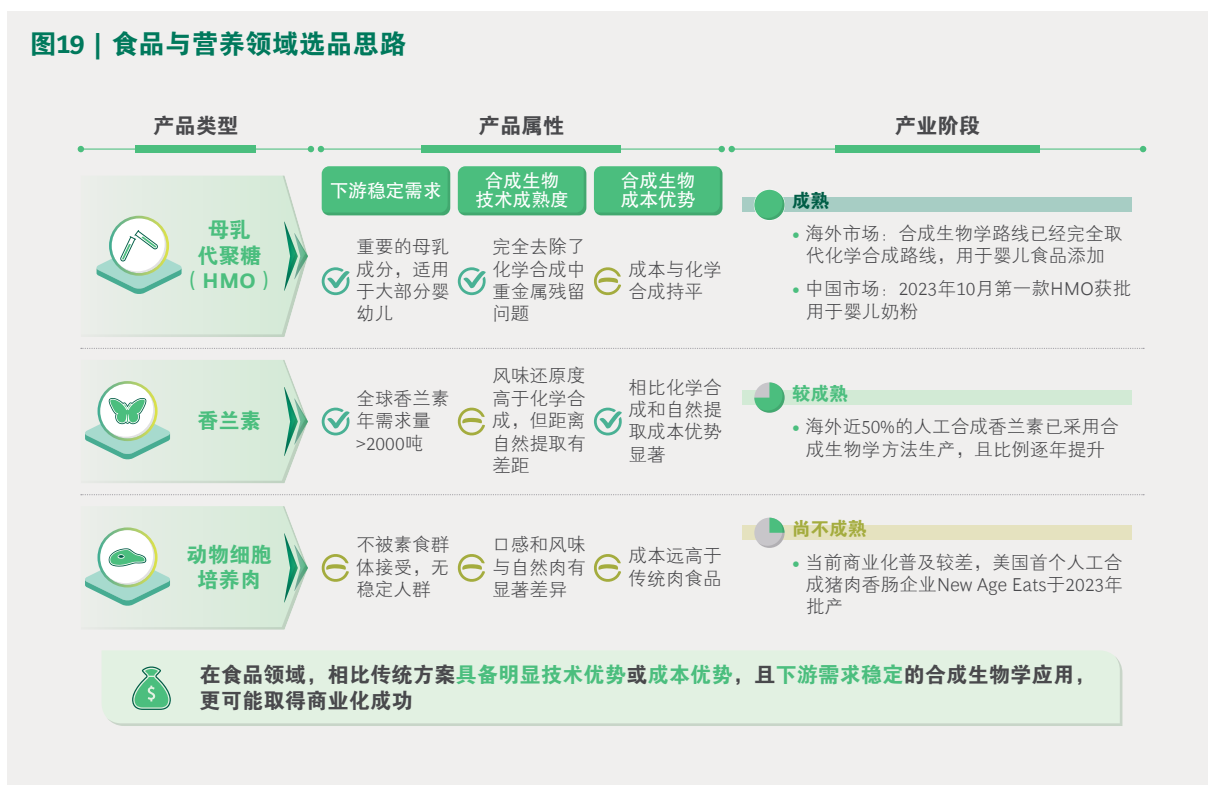 图19 | 食品与营养领域选品思路
产品类型
产品属性
产业阶段
下游稳定需求
合成生物
技术成熟度
合成生物
成本优势
母乳
代聚糖
（HMO）
重要的母乳
成分，适用
于大部分婴
幼儿
完全去除了
化学合成中
重金属残留
问题
成本与化学
合成持平
成熟
• 海外市场：合成生物学路线已经完全取
代化学合成路线，用于婴儿食品添加
• 中国市场：2023年10月第一款HMO获批
用于婴儿奶粉
香兰素
全球香兰素
年需求量
>2000吨
风味还原度
高于化学合
成，但距离
自然提取有
差距
相比化学合
成和自然提
取成本优势
显著
较成熟
• 海外近50%的人工合成香兰素已采用合
成生物学方法生产，且比例逐年提升
动物细胞
培养肉
不被素食群
体接受，无
稳定人群
口感和风味
与自然肉有
显著差异
成本远高于
传统肉食品
尚不成熟
• 当前商业化普及较差，美国首个人工合
成猪肉香肠企业New Age Eats于2023年
批产
$
在食品领域，相比传统方案具备明显技术优势或成本优势，且下游需求稳定的合成生物学应用，
更可能取得商业化成功